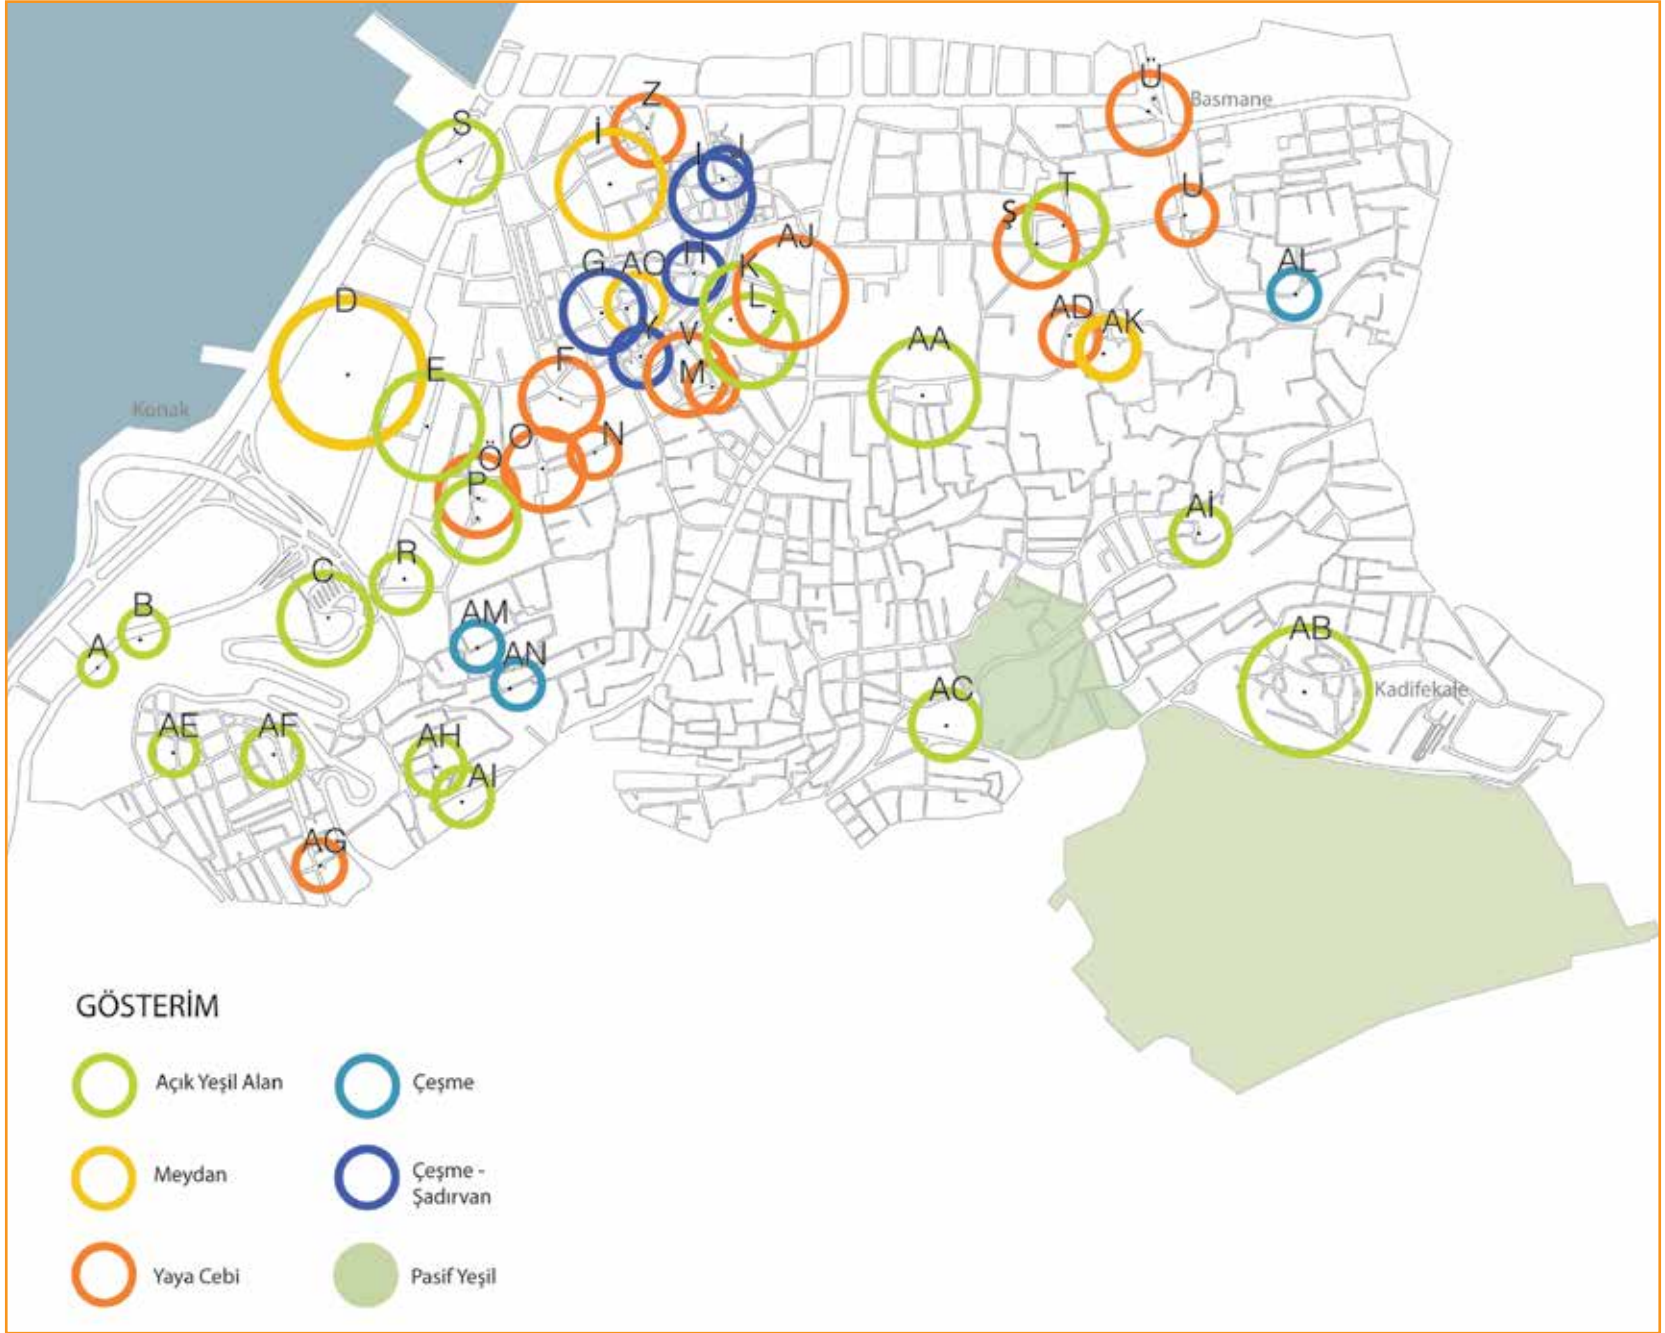 Z
Ü
Basmane
S
İ
J
I
T
U
Ş
AJ
H
K
AL
G
AO
D
L
AD
AK
Y
V
AA
F
E
M
Konak
O
N
Ö
P
Aİ
R
C
B
AM
AB
A
AN
Kadifekale
AC
AE
AF
AH
AI
AG
GÖSTERİM
Açık Yeşil Alan
Çeşme
Meydan
Çeşme -
Şadırvan
Yaya Cebi
Pasif Yeşil